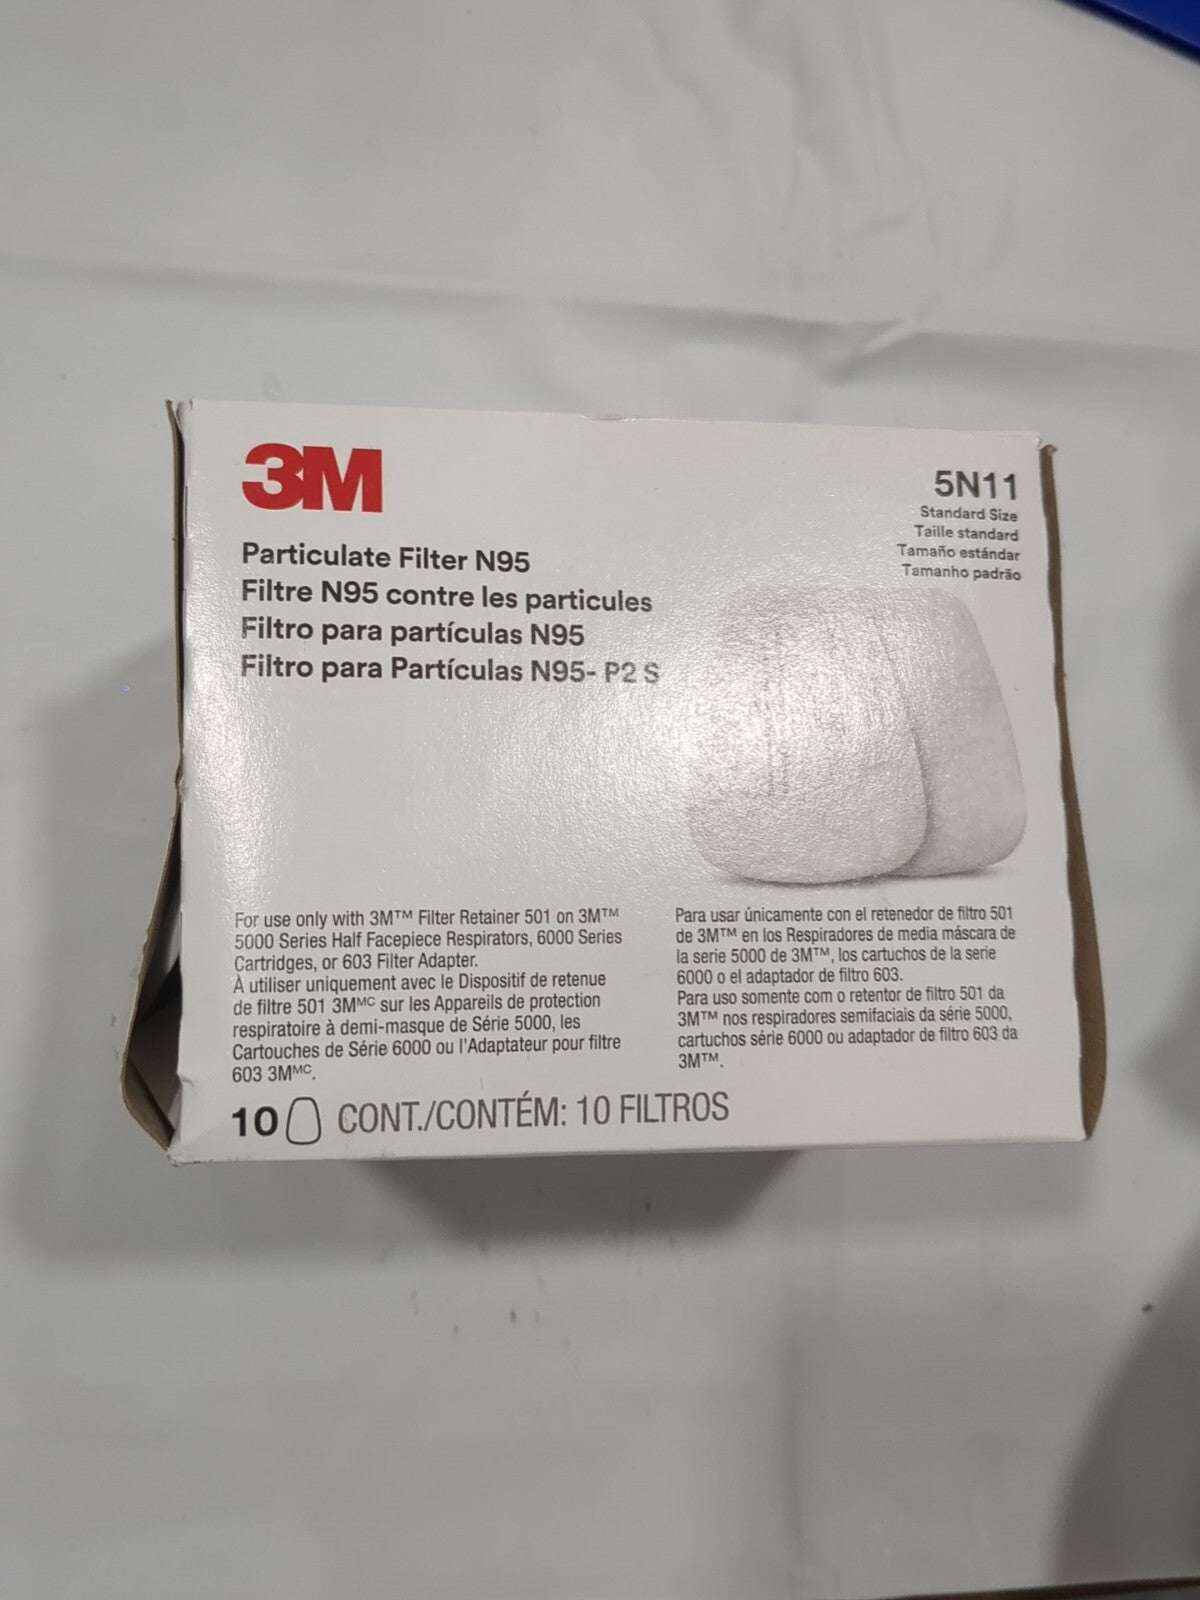 3M
5N11
Standard Size
Taille standard
Tamaño estándar
Tamanho padrão
Particulate Filter N95
Filtre N95 contre les particules
Filtro para partículas N95
Filtro para Partículas N95- P2 S
For use only with 3M™ Filter Retainer 501 on 3M™
5000 Series Half Facepiece Respirators, 6000 Series
Cartridges, or 603 Filter Adapter.
À utiliser uniquement avec le Dispositif de retenue
de filtre 501 3Mᴹᶜ sur les Appareils de protection
respiratoire à demi-masque de Série 5000, les
Cartouches de Série 6000 ou l'Adaptateur pour filtre
603 3Mᴹᶜ.
Para usar únicamente con el retenedor de filtro 501
de 3M™ en los Respiradores de media máscara de
la serie 5000 de 3M™, los cartuchos de la serie
6000 o el adaptador de filtro 603.
Para uso somente com o retentor de filtro 501 da
3M™ nos respiradores semifaciais da série 5000,
cartuchos série 6000 ou adaptador de filtro 603 da
3M™.
10 CONT./CONTÉM: 10 FILTROS